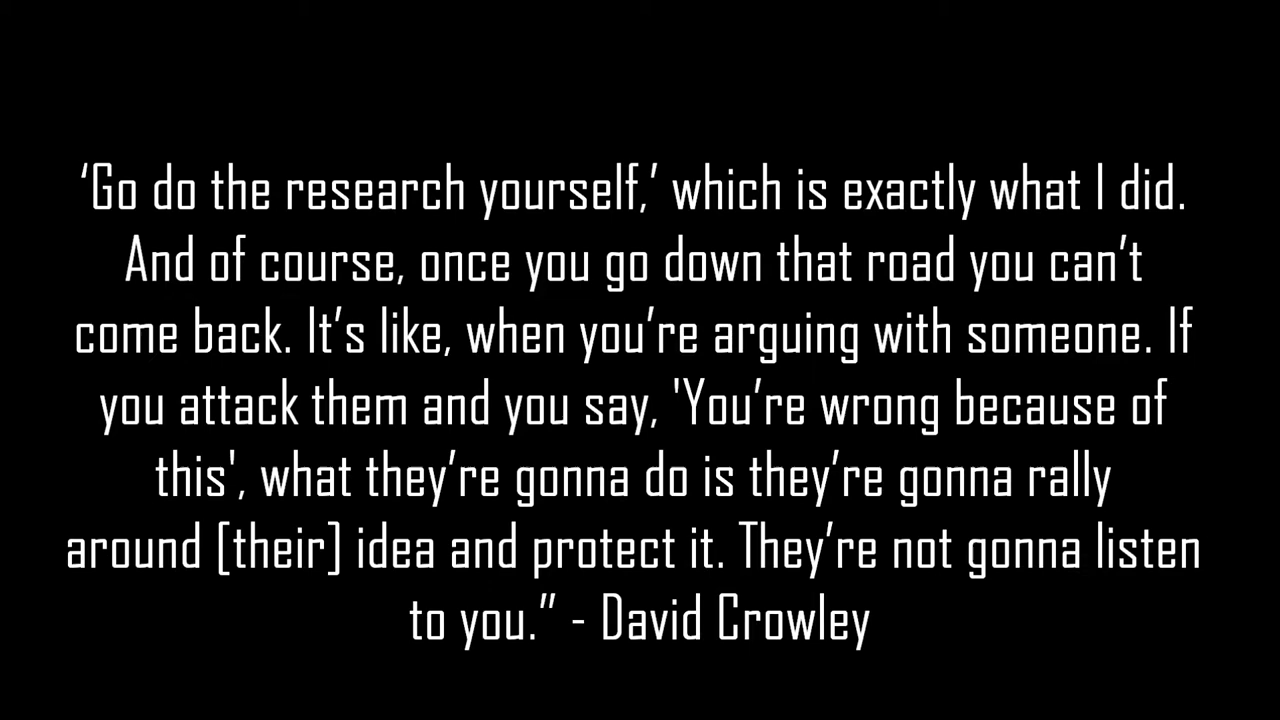 ‘Go do the research yourself,’ which is exactly what I did.
And of course, once you go down that road you can’t
come back. It’s like, when you’re arguing with someone. If
you attack them and you say, 'You’re wrong because of
this', what they’re gonna do is they’re gonna rally
around [their] idea and protect it. They’re not gonna listen
to you.” - David Crowley